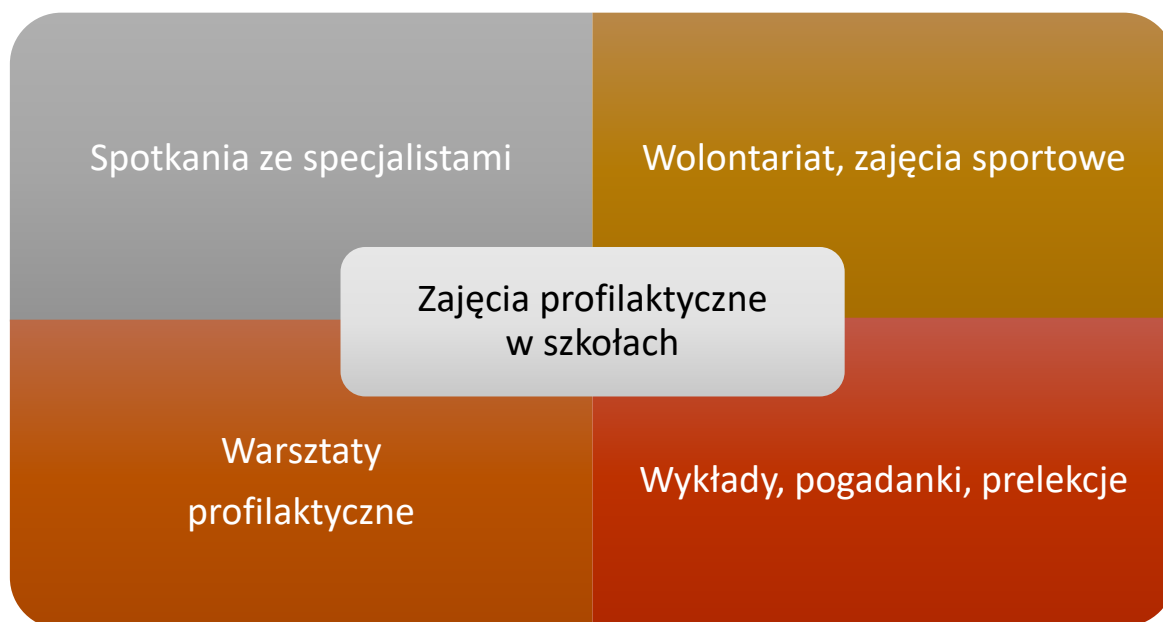 Spotkania ze specjalistami
Wolontariat, zajęcia sportowe
Zajęcia profilaktyczne
w szkołach
Warsztaty
profilaktyczne
Wykłady, pogadanki, prelekcje